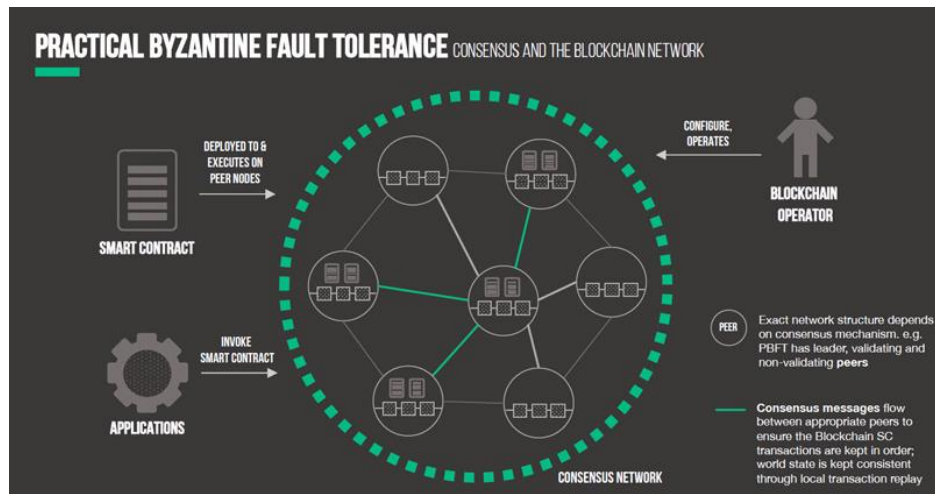 PRACTICAL BYZANTINE FAULT TOLERANCE CONSENSUS AND THE BLOCKCHAIN NETWORK
DEPLOYED TO &
EXECUTES ON
PEER NODES
SMART CONTRACT
CONFIGURE,
OPERATES
BLOCKCHAIN
OPERATOR
INVOKE
SMART CONTRACT
APPLICATIONS
CONSENSUS NETWORK
PEER
Exact network structure depends
on consensus mechanism. e.g.
PBFT has leader, validating and
non-validating peers
Consensus messages flow
between appropriate peers to
ensure the Blockchain SC
transactions are kept in order;
world state is kept consistent
through local transaction replay